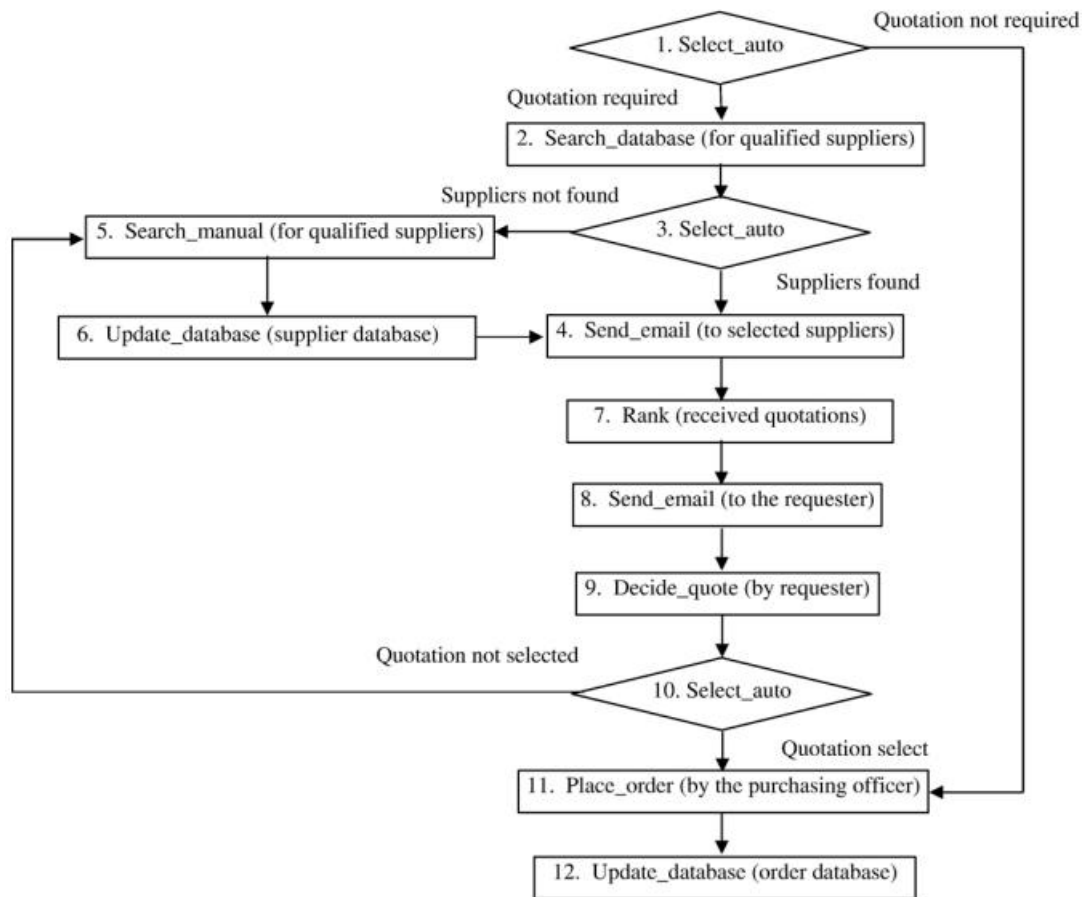 Quotation not required
1. Select_auto
Quotation required
2. Search_database (for qualified suppliers)
Suppliers not found
5. Search_manual (for qualified suppliers)
3. Select_auto
Suppliers found
6. Update_database (supplier database)
4. Send_email (to selected suppliers)
7. Rank (received quotations)
8. Send_email (to the requester)
9. Decide_quote (by requester)
Quotation not selected
10. Select_auto
Quotation select
11. Place_order (by the purchasing officer)
12. Update_database (order database)